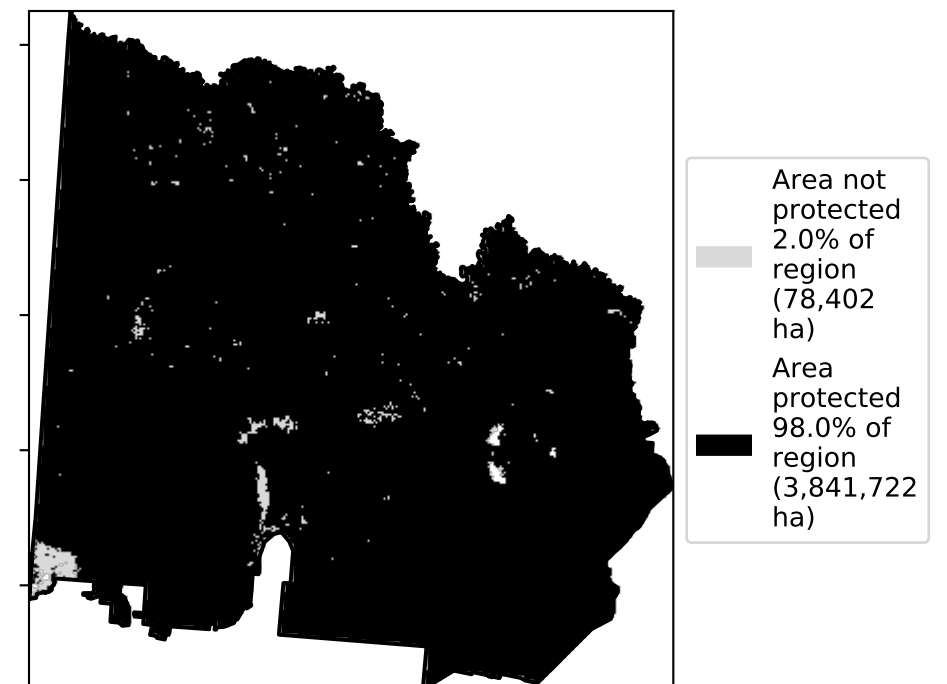 Area not
protected
2.0% of
region
(78,402
ha)
Area
protected
98.0% of
region
(3,841,722
ha)